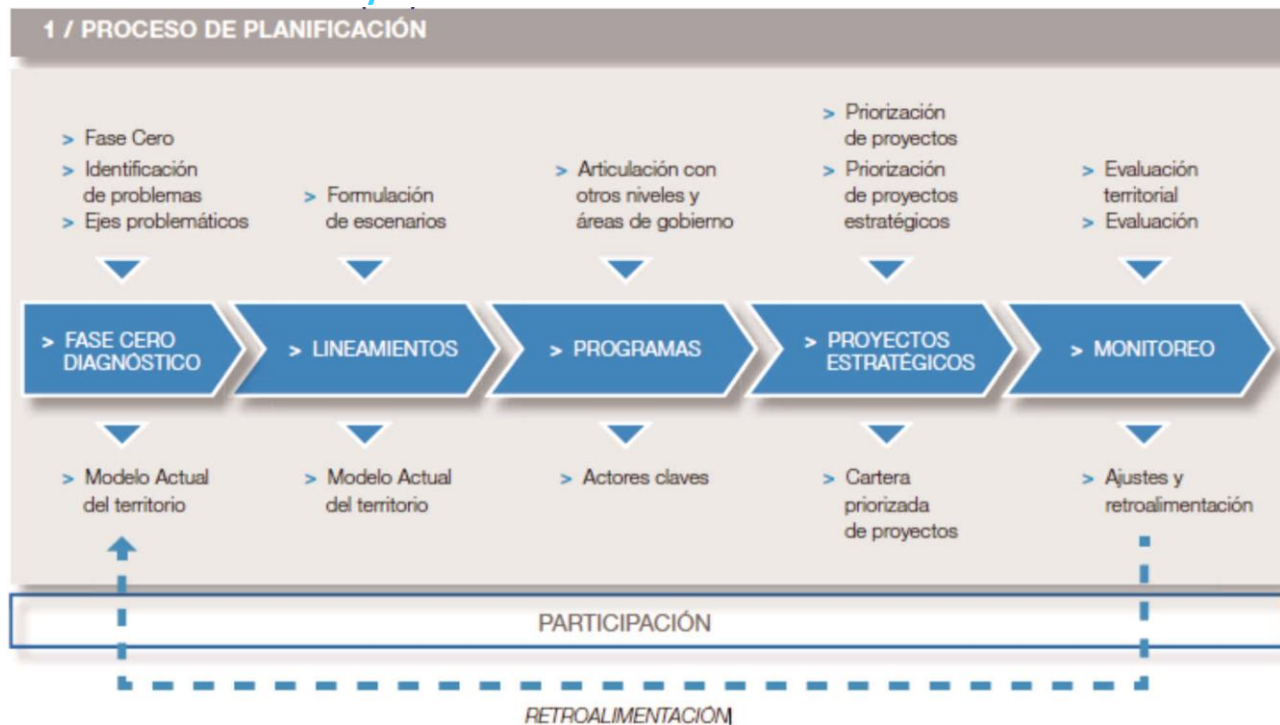 1 / PROCESO DE PLANIFICACIÓN
> Fase Cero
> Identificación
de problemas
> Ejes problemáticos
> Formulación
de escenarios
> Articulación con
otros niveles y
áreas de gobierno
> Priorización
de proyectos
> Priorización
de proyectos
estratégicos
> Evaluación
territorial
> Evaluación
> FASE CERO
DIAGNÓSTICO
> LINEAMIENTOS
> PROGRAMAS
> PROYECTOS
ESTRATÉGICOS
> MONITOREO
> Modelo Actual
del territorio
> Modelo Actual
del territorio
> Actores claves
> Cartera
priorizada
de proyectos
> Ajustes y
retroalimentación
PARTICIPACIÓN
RETROALIMENTACIÓN